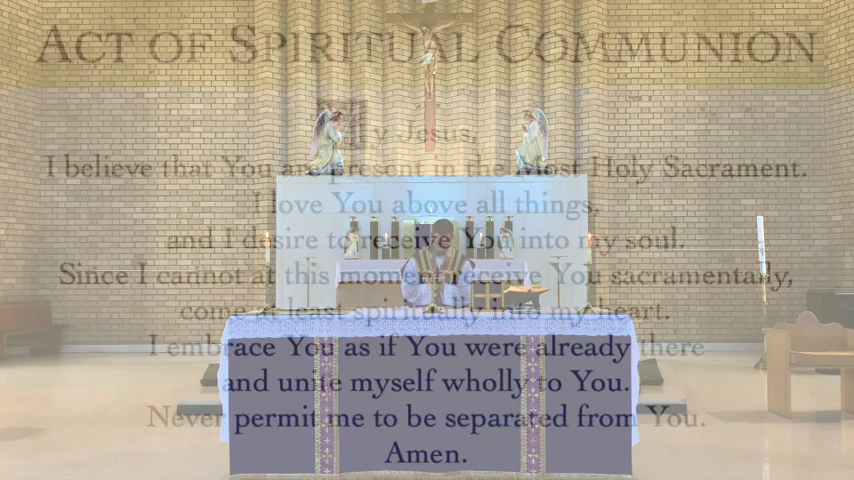 ACT OF SPIRITUAL COMMUNION
My Jesus,
I believe that You are present in the most Holy Sacrament.
I love You above all things,
and I desire to receive You into my soul.
Since I cannot at this moment receive You sacramentally,
come at least spiritually into my heart.
I embrace You as if You were already there
and unite myself wholly to You.
Never permit me to be separated from You.
Amen.